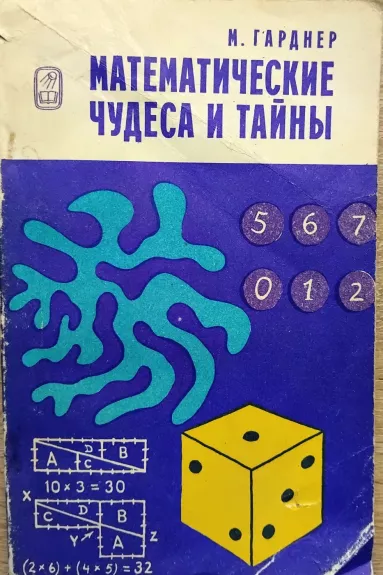 М. ГАРДНЕР
МАТЕМАТИЧЕСКИЕ
ЧУДЕСА И ТАЙНЫ
5 6 7
0 1 2
A D B
C
10 × 3 = 30
X
C D B
Y A Z
(2×6) + (4×5) = 32